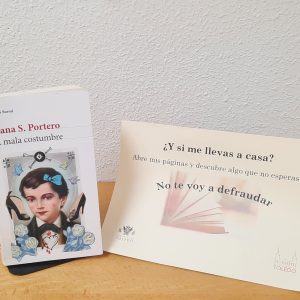 ana S. Portero
mala costumbre
¿Y si me llevas a casa?
Abre mis páginas y descubre algo que no esperas
No te voy a defraudar
TOLEDO